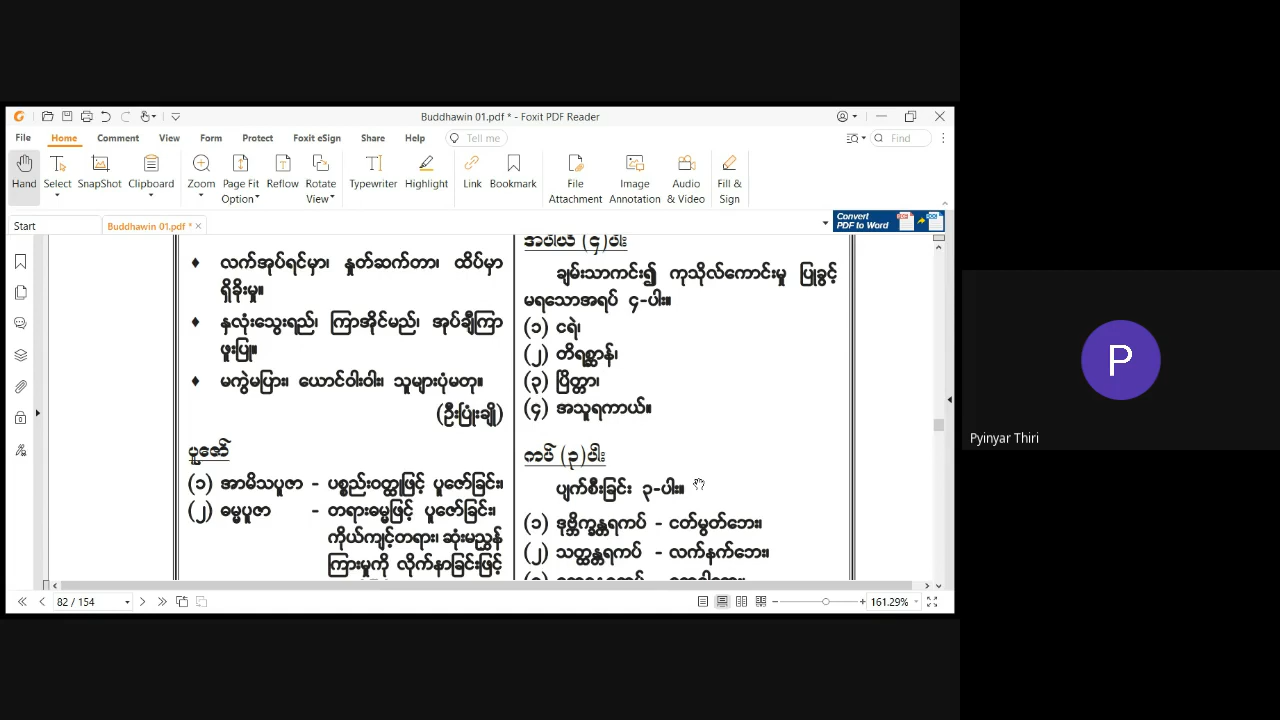 Buddhawin 01.pdf * - Foxit PDF Reader
File Home Comment View Form Protect Foxit eSign Share Help Tell me Find
Hand Select SnapShot Clipboard Zoom Page Fit Option Reflow Rotate View Typewriter Highlight Link Bookmark File Attachment Image Annotation Audio & Video Fill & Sign
Start Buddhawin 01.pdf *
Convert PDF to Word
♦ လက်အုပ်ရင်မှာ၊ နှုတ်ဆက်တာ၊ ထိပ်မှာ
ရှိခိုးမှု။
♦ နှလုံးသွေးရည်၊ ကြာအိုင်မည်၊ အုပ်ချီကြာ
ဖူးပြု။
♦ မကွဲမပြား၊ ယောင်ဝါးဝါး၊ သူများပုံမတု။
(ဦးပြုံးချို)
ပူဇော်
(၁) အာမိသပူဇာ - ပစ္စည်းဝတ္ထုဖြင့် ပူဇော်ခြင်း၊
(၂) ဓမ္မပူဇာ - တရားဓမ္မဖြင့် ပူဇော်ခြင်း၊
ကိုယ်ကျင့်တရား၊ ဆုံးမညွှန်
ကြားမှုကို လိုက်နာခြင်းဖြင့်
အပါယ် (၄)ပါး
ချမ်းသာကင်း၍ ကုသိုလ်ကောင်းမှု ပြုခွင့်
မရသောအရပ် ၄-ပါး။
(၁) ငရဲ၊
(၂) တိရစ္ဆာန်၊
(၃) ပြိတ္တာ၊
(၄) အသူရကာယ်။
ကပ် (၃)ပါး
ပျက်စီးခြင်း ၃-ပါး။
(၁) ဒုဗ္ဘိက္ခန္တရကပ် - ငတ်မွတ်ဘေး၊
(၂) သတ္ထန္တရကပ် - လက်နက်ဘေး၊
82 / 154
161.29%
P
Pyinyar Thiri